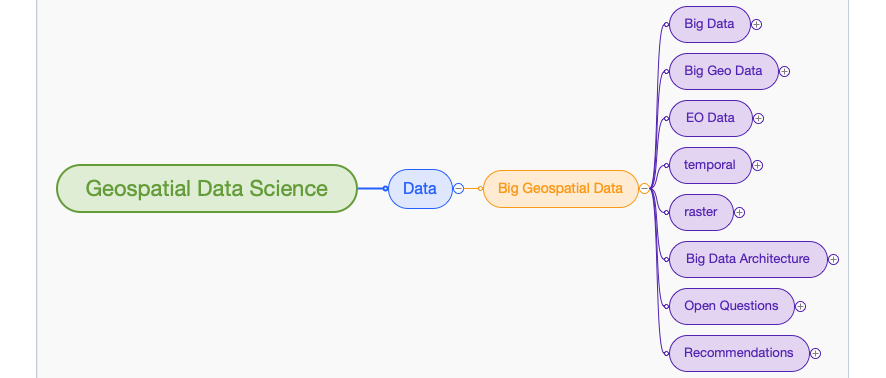 Geospatial Data Science
Data
Big Geospatial Data
Big Data
Big Geo Data
EO Data
temporal
raster
Big Data Architecture
Open Questions
Recommendations